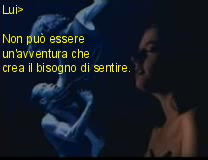 Lui>
Non può essere
un'avventura che
crea il bisogno di sentire.